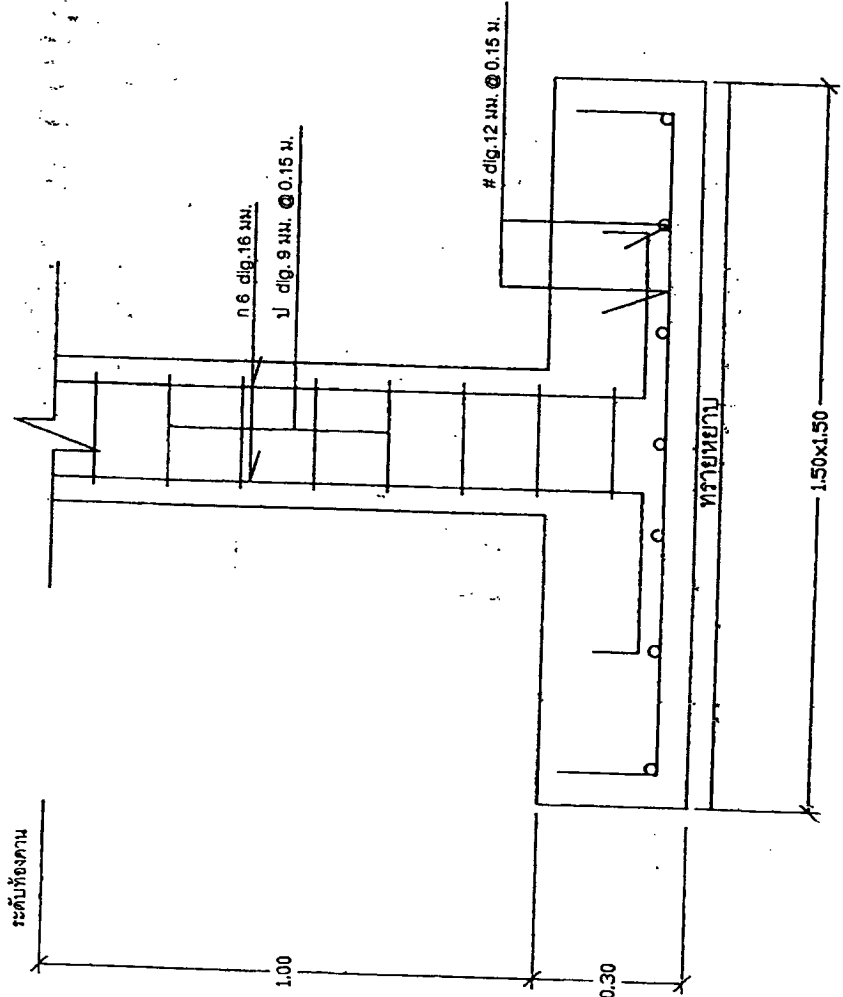 ระดับท้องคาน
ก 6 dig.16 มม.
ป dig. 9 มม. @ 0.15 ม.
# dig.12 มม. @ 0.15 ม.
1.00
0.30
ทรายหยาบ
1.50x1.50